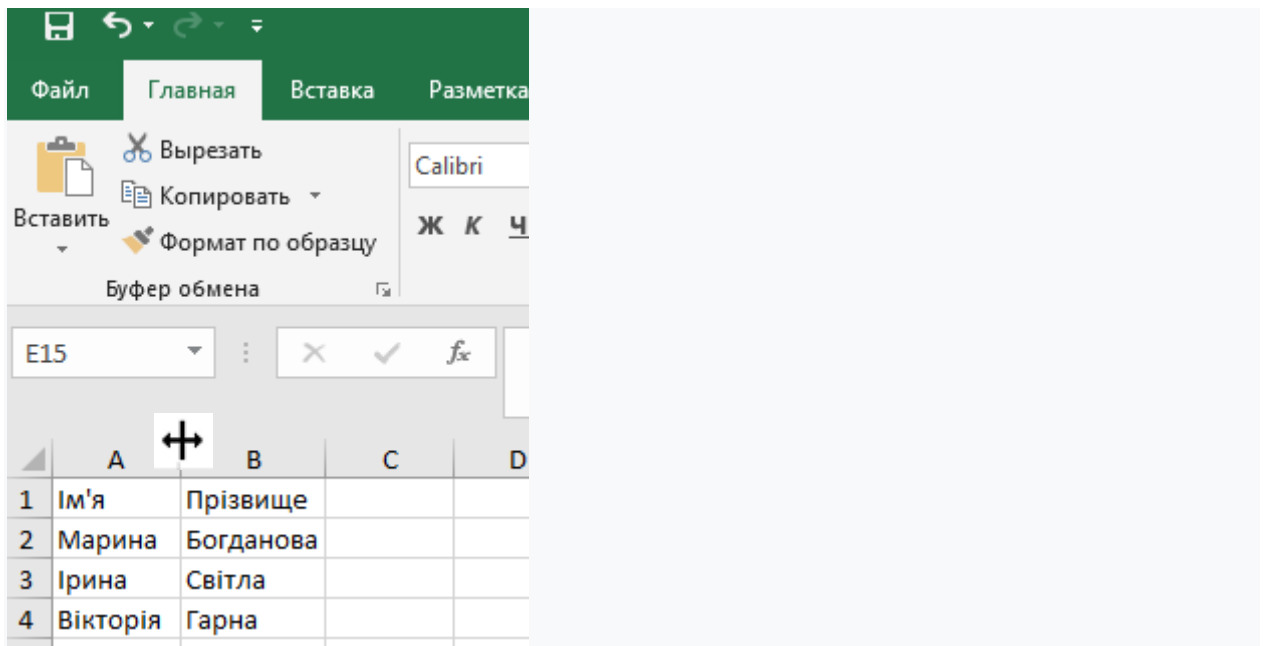 Файл Главная Вставка Разметка
Вырезать
Копировать
Вставить
Формат по образцу
Буфер обмена
Calibri
Ж К Ч
E15 fx
A B C D
1 Ім'я Прізвище
2 Марина Богданова
3 Ірина Світла
4 Вікторія Гарна